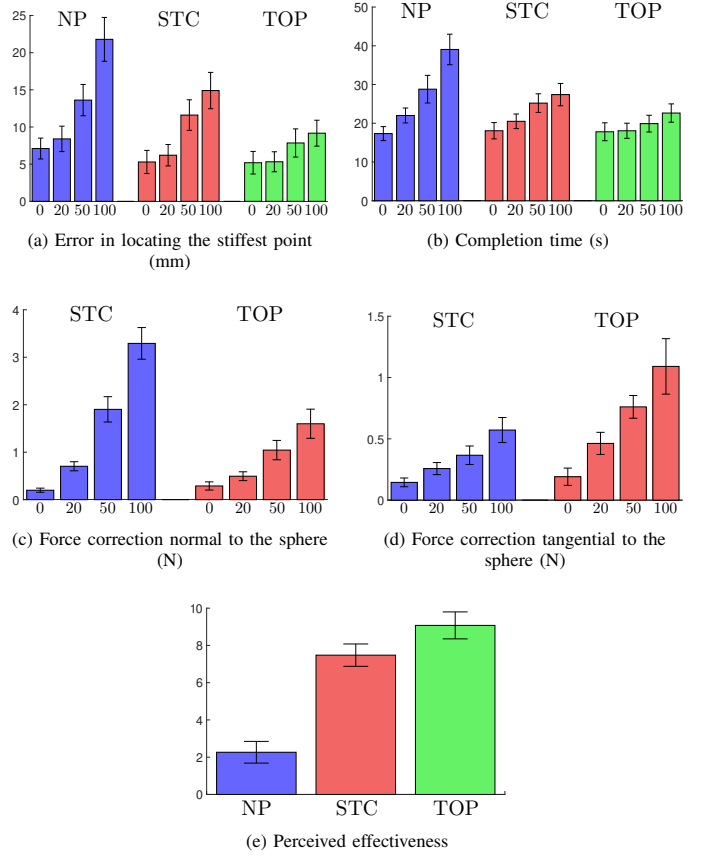 NP STC TOP
25
20
15
10
5
0
0 20 50 100 0 20 50 100 0 20 50 100
(a) Error in locating the stiffest point
(mm)
NP STC TOP
50
40
30
20
10
0
0 20 50 100 0 20 50 100 0 20 50 100
(b) Completion time (s)
STC TOP
4
3
2
1
0
0 20 50 100 0 20 50 100
(c) Force correction normal to the sphere
(N)
STC TOP
1.5
1
0.5
0
0 20 50 100 0 20 50 100
(d) Force correction tangential to the
sphere (N)
10
8
6
4
2
0
NP STC TOP
(e) Perceived effectiveness